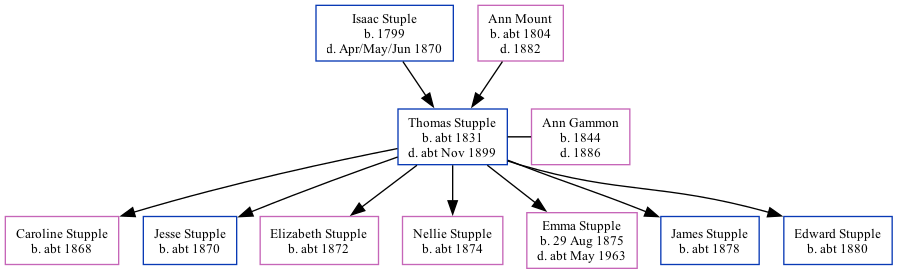 Isaac Stuple
b. 1799
d. Apr/May/Jun 1870
Ann Mount
b. abt 1804
d. 1882
Thomas Stupple
b. abt 1831
d. abt Nov 1899
Ann Gammon
b. 1844
d. 1886
Caroline Stupple
b. abt 1868
Jesse Stupple
b. abt 1870
Elizabeth Stupple
b. abt 1872
Nellie Stupple
b. abt 1874
Emma Stupple
b. 29 Aug 1875
d. abt May 1963
James Stupple
b. abt 1878
Edward Stupple
b. abt 1880